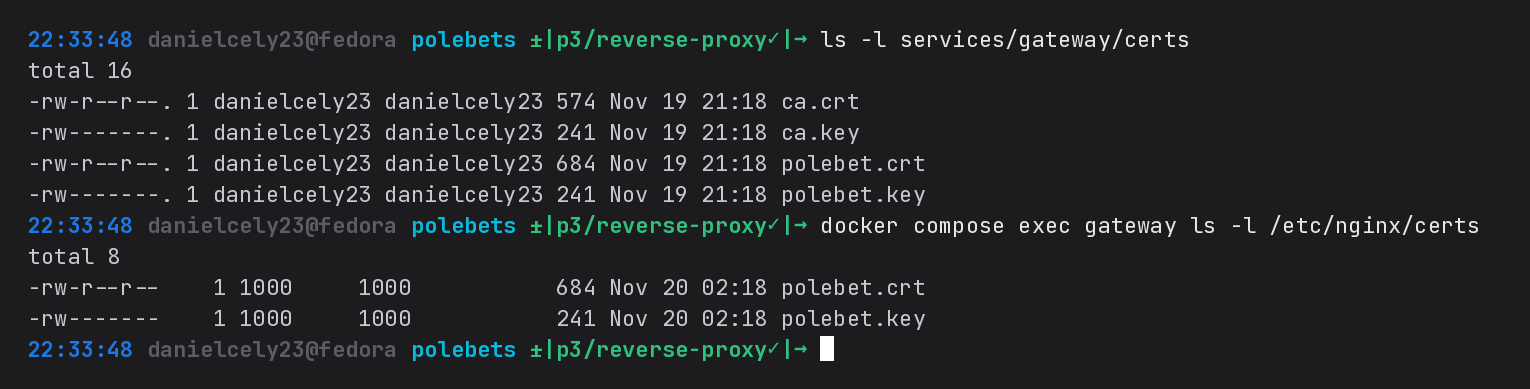 22:33:48 danielcely23@fedora polebets ±|p3/reverse-proxy✓|→ ls -l services/gateway/certs
total 16
-rw-r--r--. 1 danielcely23 danielcely23 574 Nov 19 21:18 ca.crt
-rw-------. 1 danielcely23 danielcely23 241 Nov 19 21:18 ca.key
-rw-r--r--. 1 danielcely23 danielcely23 684 Nov 19 21:18 polebet.crt
-rw-------. 1 danielcely23 danielcely23 241 Nov 19 21:18 polebet.key
22:33:48 danielcely23@fedora polebets ±|p3/reverse-proxy✓|→ docker compose exec gateway ls -l /etc/nginx/certs
total 8
-rw-r--r--    1 1000     1000           684 Nov 20 02:18 polebet.crt
-rw-------    1 1000     1000           241 Nov 20 02:18 polebet.key
22:33:48 danielcely23@fedora polebets ±|p3/reverse-proxy✓|→